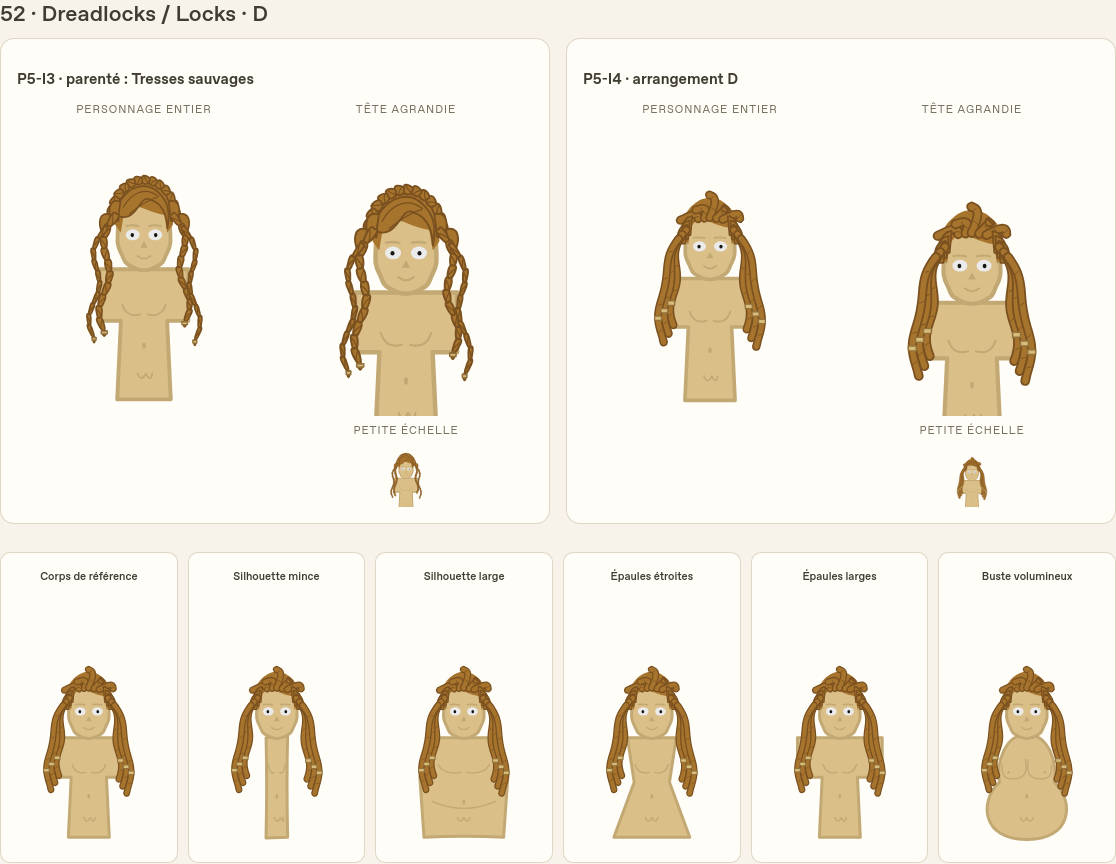 52 · Dreadlocks / Locks · D
P5-I3 · parenté : Tresses sauvages
PERSONNAGE ENTIER
TÊTE AGRANDIE
PETITE ÉCHELLE
P5-I4 · arrangement D
PERSONNAGE ENTIER
TÊTE AGRANDIE
PETITE ÉCHELLE
Corps de référence
Silhouette mince
Silhouette large
Épaules étroites
Épaules larges
Buste volumineux